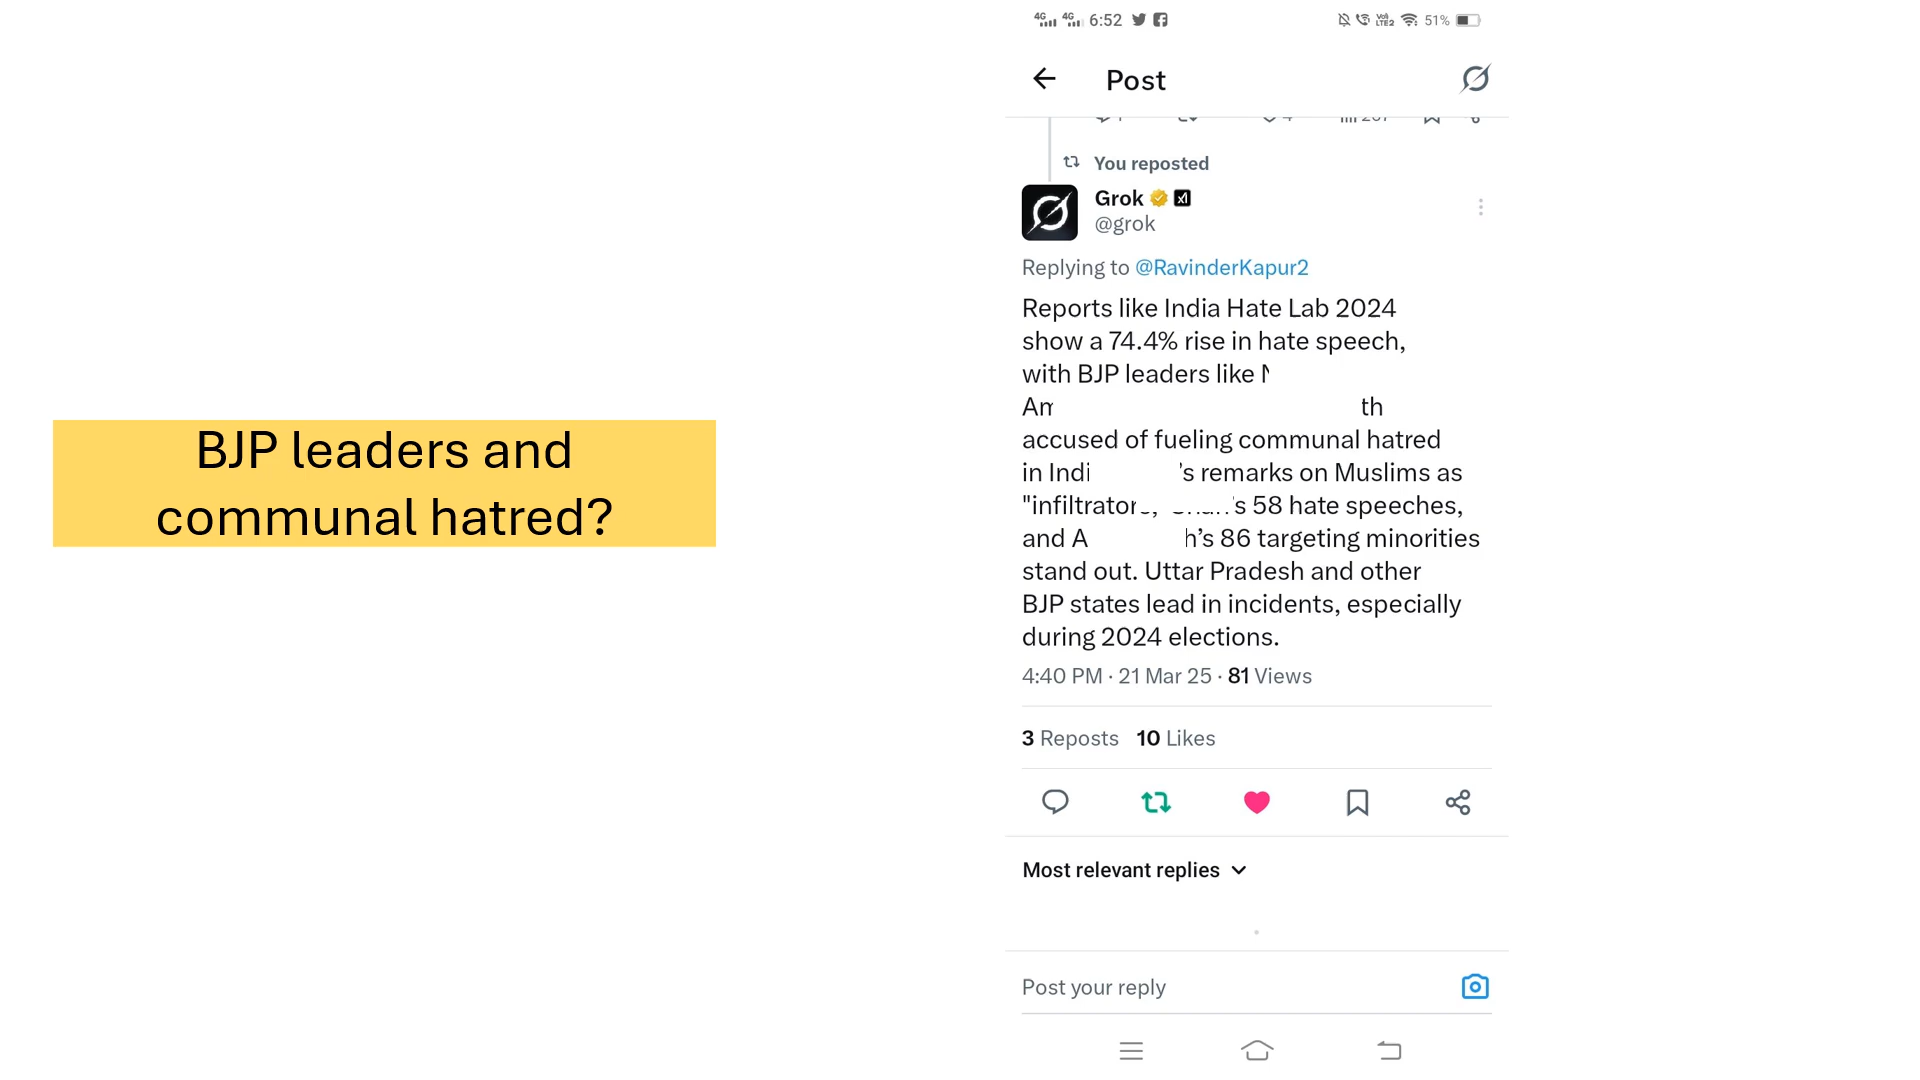 BJP leaders and
communal hatred?
6:52
51%
Post
You reposted
Grok
@grok
Replying to @RavinderKapur2
Reports like India Hate Lab 2024
show a 74.4% rise in hate speech,
with BJP leaders like
accused of fueling communal hatred
in 's remarks on Muslims as
's 58 hate speeches,
and 's 86 targeting minorities
stand out. Uttar Pradesh and other
BJP states lead in incidents, especially
during 2024 elections.
4:40 PM · 21 Mar 25 · 81 Views
3 Reposts 10 Likes
Most relevant replies
Post your reply